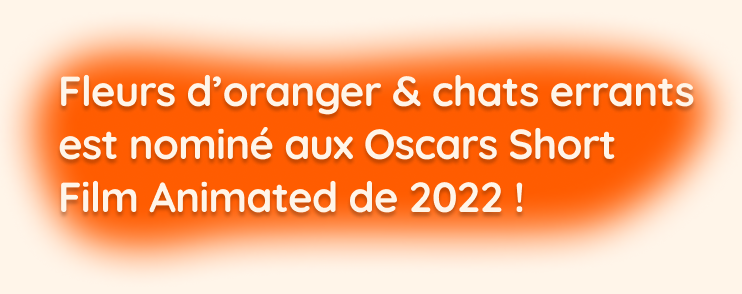 Fleurs d’oranger & chats errants
est nominé aux Oscars Short
Film Animated de 2022 !